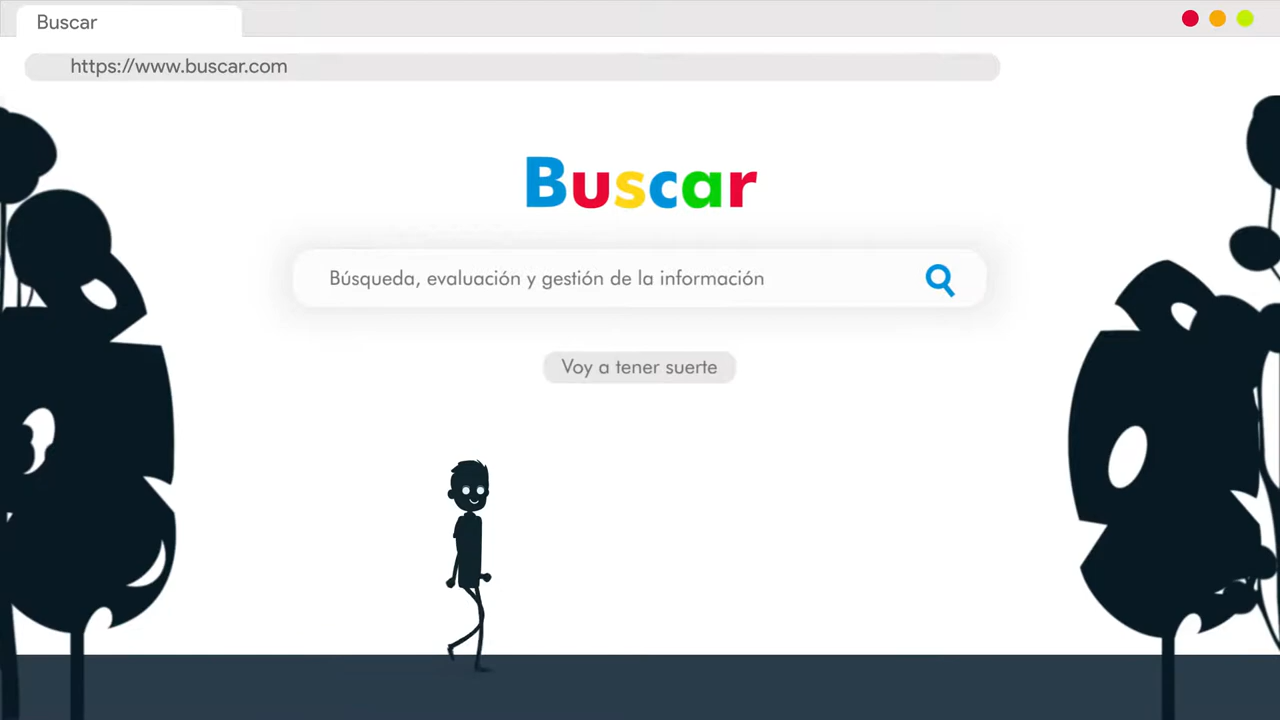 Buscar
https://www.buscar.com
Buscar
Búsqueda, evaluación y gestión de la información
Voy a tener suerte